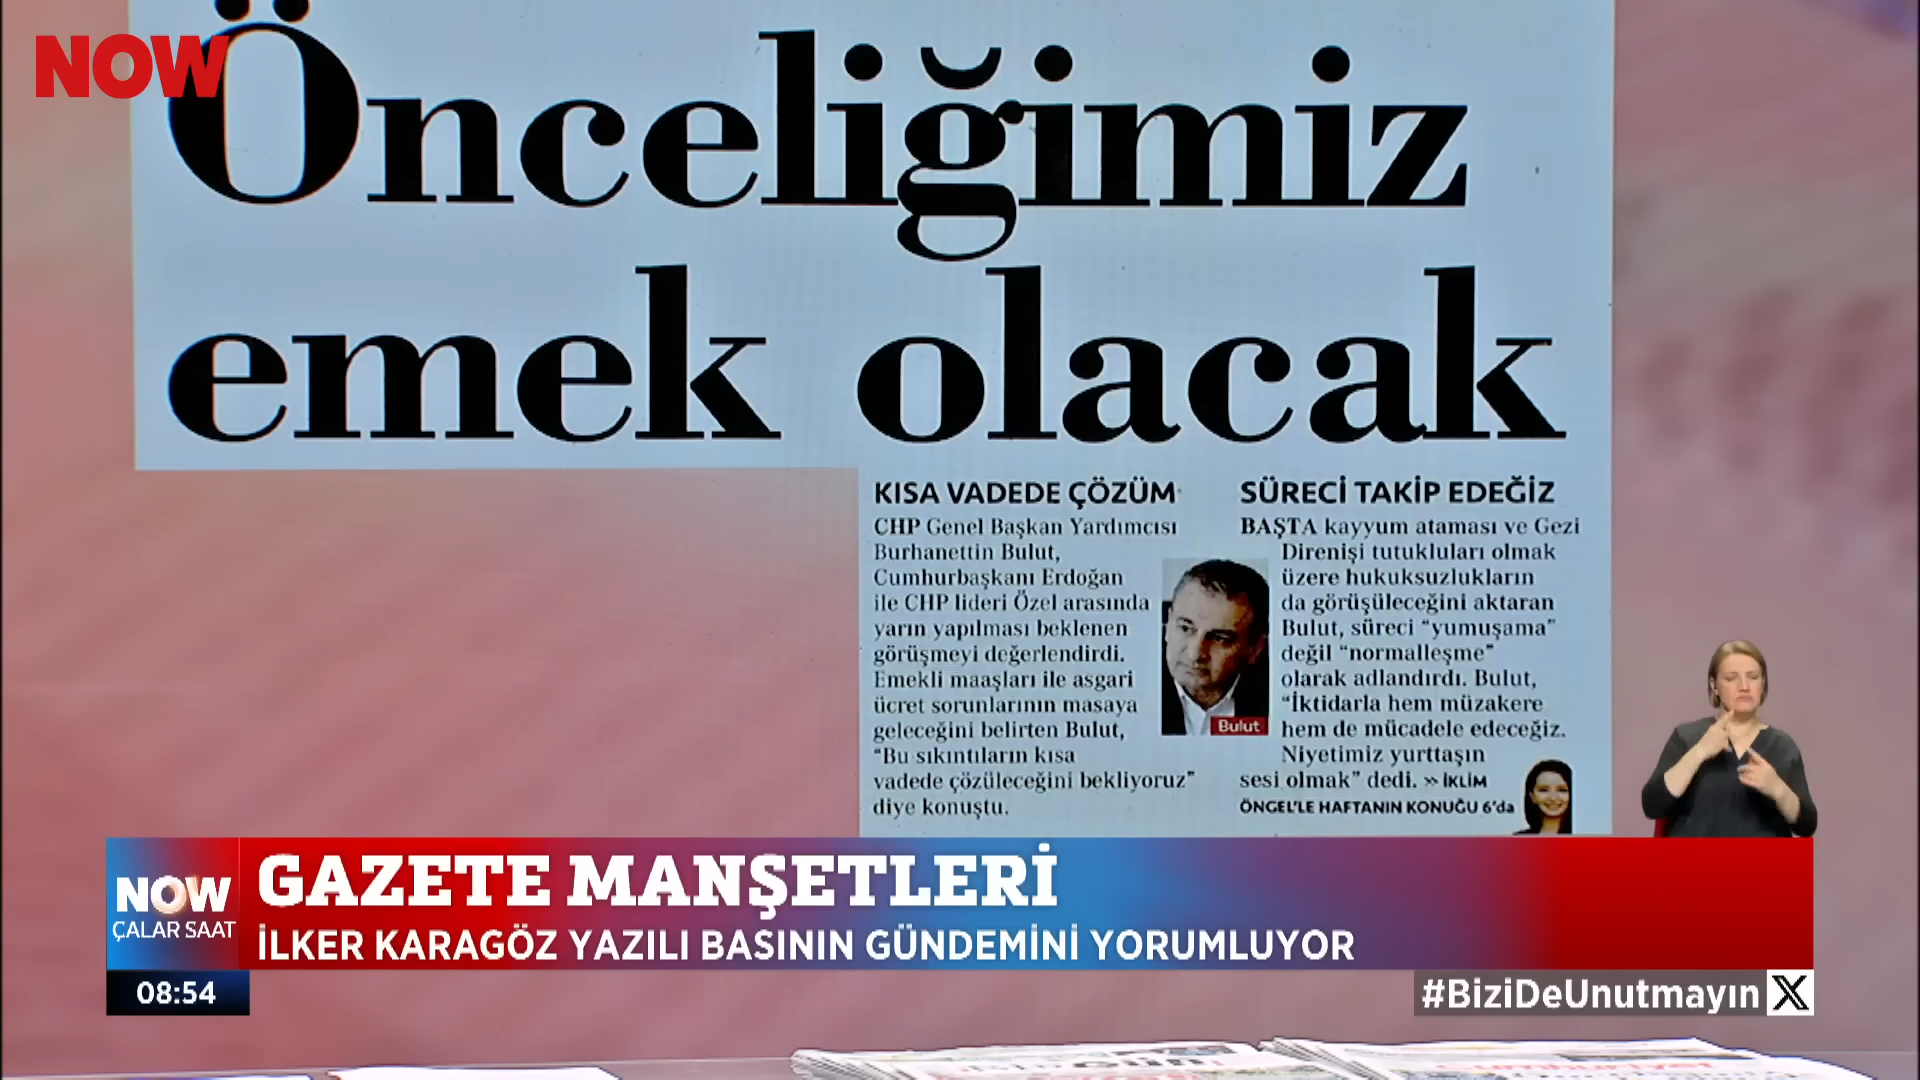 NOW
Önceliğimiz
emek olacak
KISA VADEDE ÇÖZÜM
CHP Genel Başkan Yardımcısı
Burhanettin Bulut,
Cumhurbaşkanı Erdoğan
ile CHP lideri Özel arasında
yarın yapılması beklenen
görüşmeyi değerlendirdi.
Emekli maaşları ile asgari
ücret sorunlarının masaya
geleceğini belirten Bulut,
“Bu sıkıntıların kısa
vadede çözüleceğini bekliyoruz”
diye konuştu.
Bulut
SÜRECİ TAKİP EDEĞİZ
BAŞTA kayyum ataması ve Gezi
Direnişi tutukluları olmak
üzere hukuksuzlukların
da görüşüleceğini aktaran
Bulut, süreci “yumuşama”
değil “normalleşme”
olarak adlandırdı. Bulut,
“İktidarla hem müzakere
hem de mücadele edeceğiz.
Niyetimiz yurttaşın
sesi olmak” dedi. >> İKLİM
ÖNGEL'LE HAFTANIN KONUĞU 6'da
NOW
ÇALAR SAAT
GAZETE MANŞETLERİ
İLKER KARAGÖZ YAZILI BASININ GÜNDEMİNİ YORUMLUYOR
08:54
#BiziDeUnutmayın X